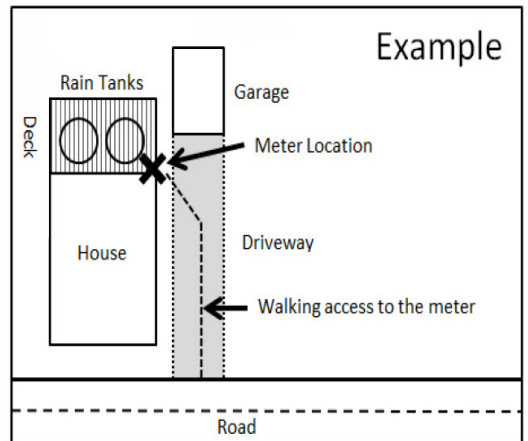 Example
Rain Tanks
Garage
Deck
Meter Location
House
Driveway
Walking access to the meter
Road